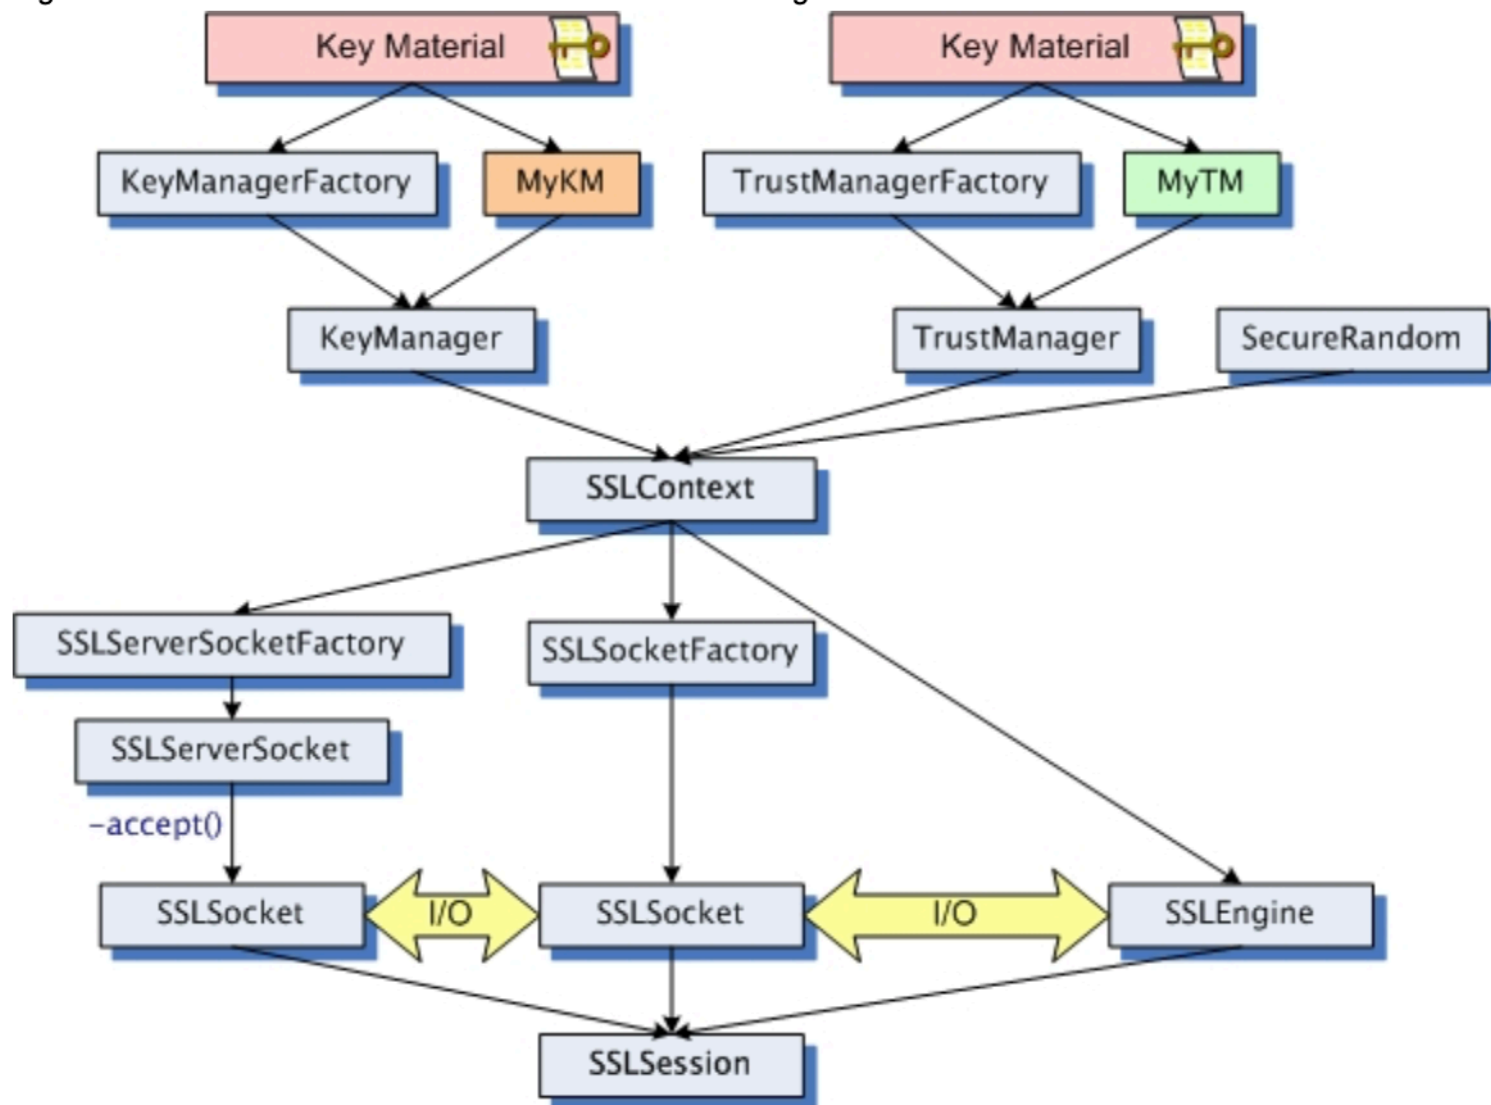 Key Material
Key Material
KeyManagerFactory
MyKM
TrustManagerFactory
MyTM
KeyManager
TrustManager
SecureRandom
SSLContext
SSLServerSocketFactory
SSLSocketFactory
SSLServerSocket
-accept()
SSLSocket
I/O
SSLSocket
I/O
SSLEngine
SSLSession